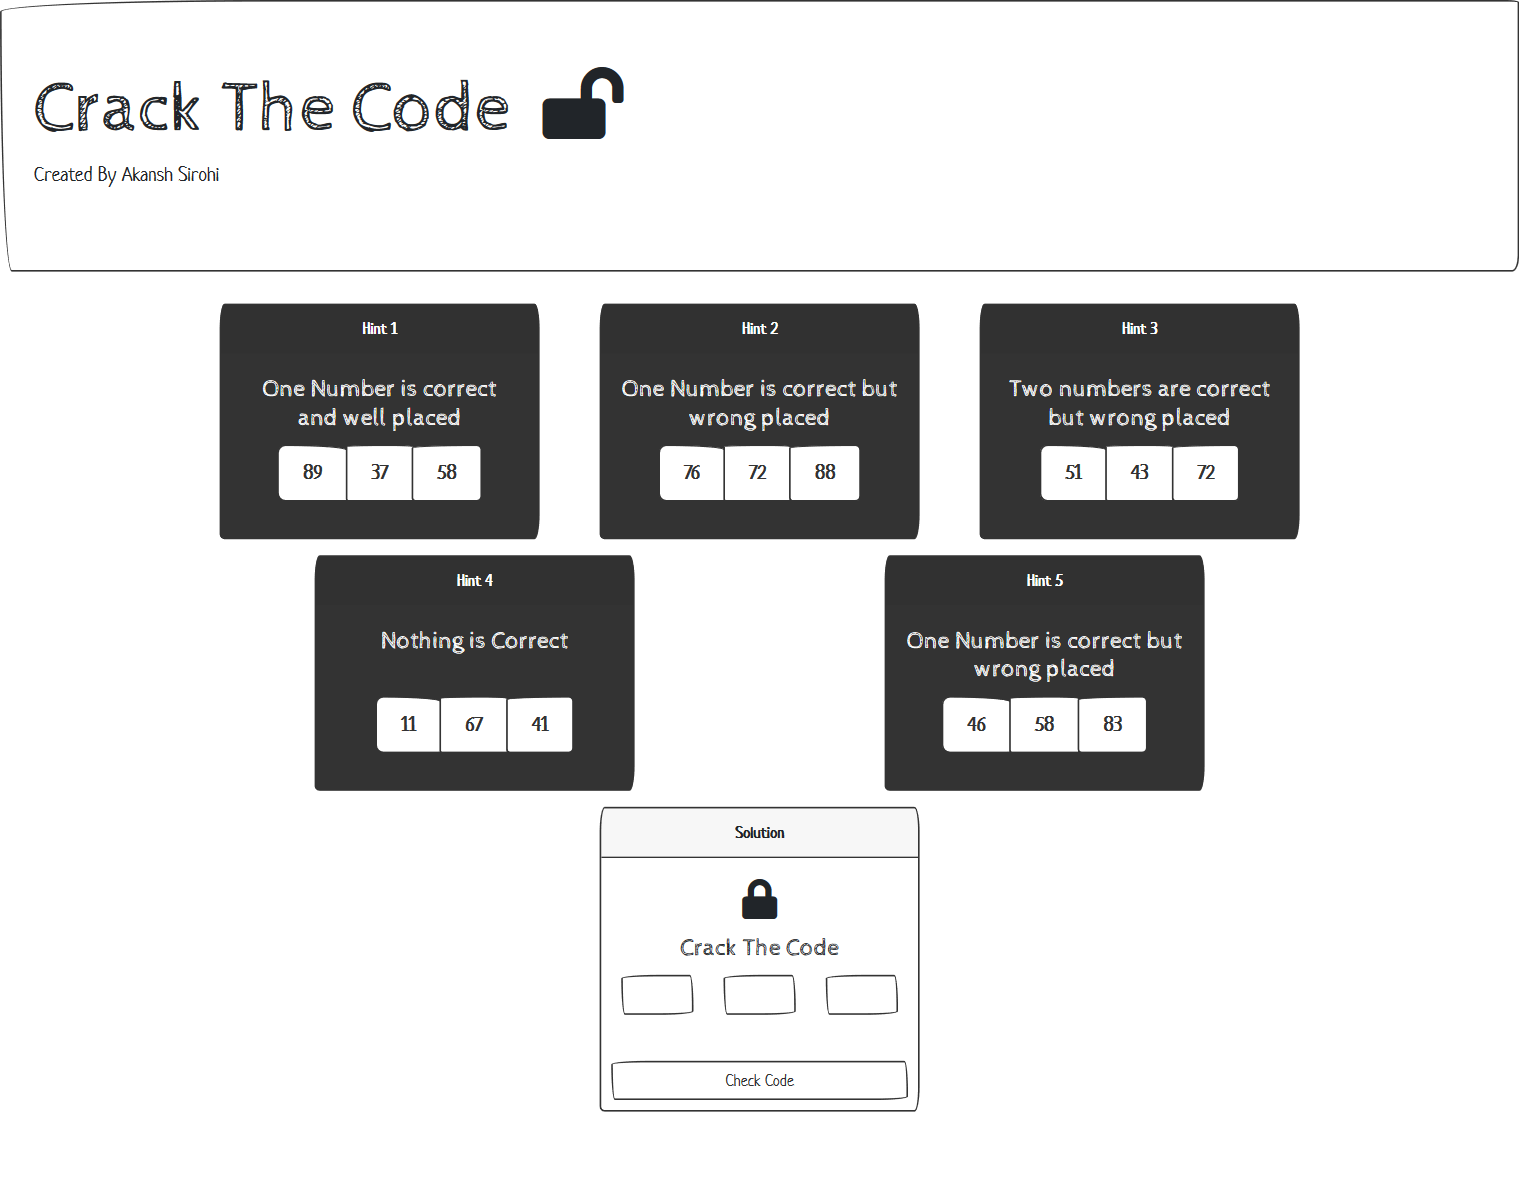 Crack The Code
Created By Akansh Sirohi
Hint 1
One Number is correct
and well placed
89 37 58
Hint 2
One Number is correct but
wrong placed
76 72 88
Hint 3
Two numbers are correct
but wrong placed
51 43 72
Hint 4
Nothing is Correct
11 67 41
Hint 5
One Number is correct but
wrong placed
46 58 83
Solution
Crack The Code
Check Code